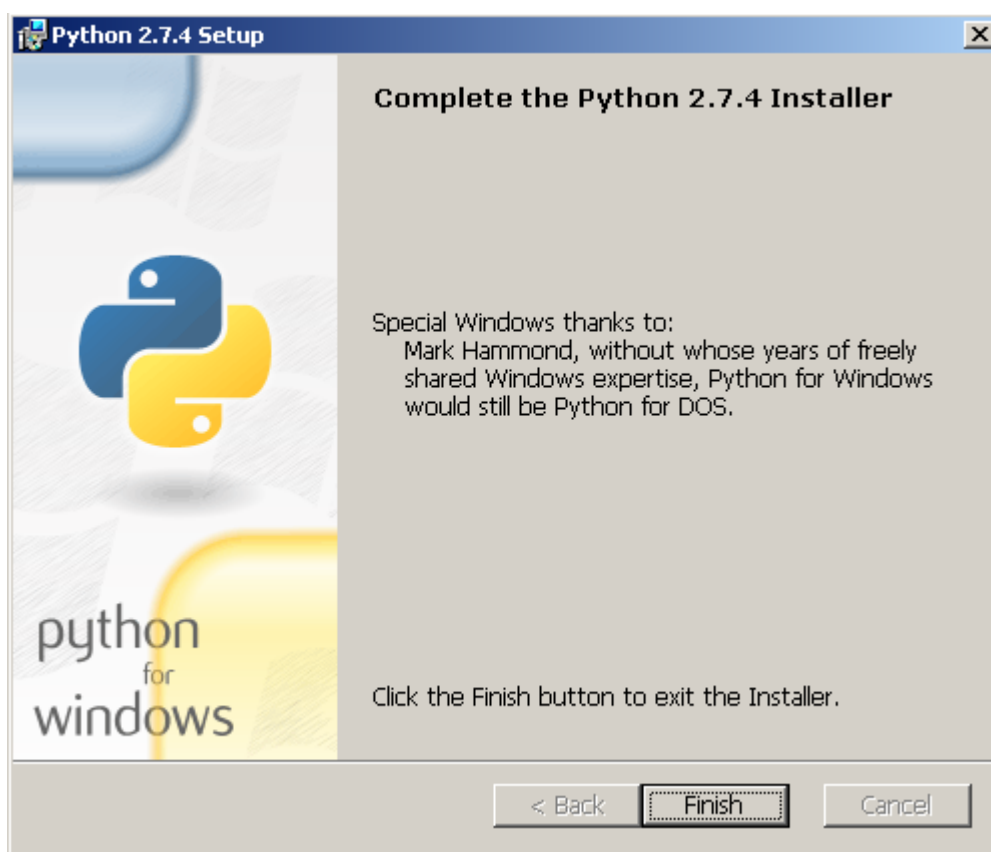 Python 2.7.4 Setup
Complete the Python 2.7.4 Installer
Special Windows thanks to:
Mark Hammond, without whose years of freely
shared Windows expertise, Python for Windows
would still be Python for DOS.
python
for
windows
Click the Finish button to exit the Installer.
< Back
Finish
Cancel